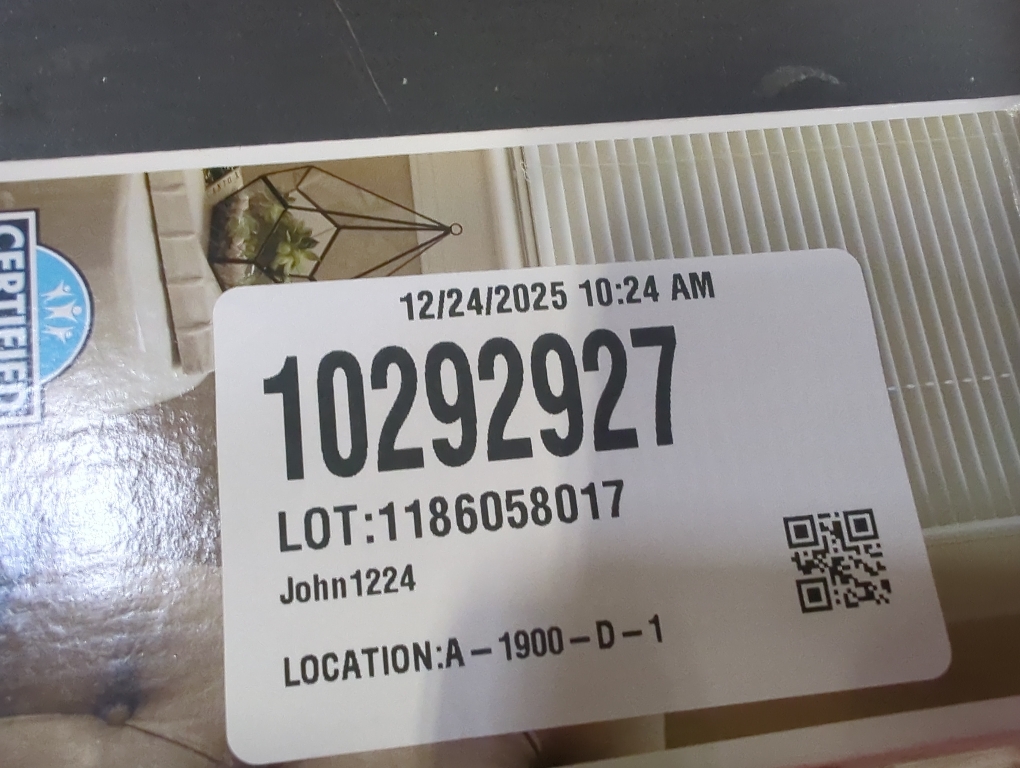 CERTIFIED
12/24/2025 10:24 AM
10292927
LOT:1186058017
John1224
LOCATION:A-1900-D-1